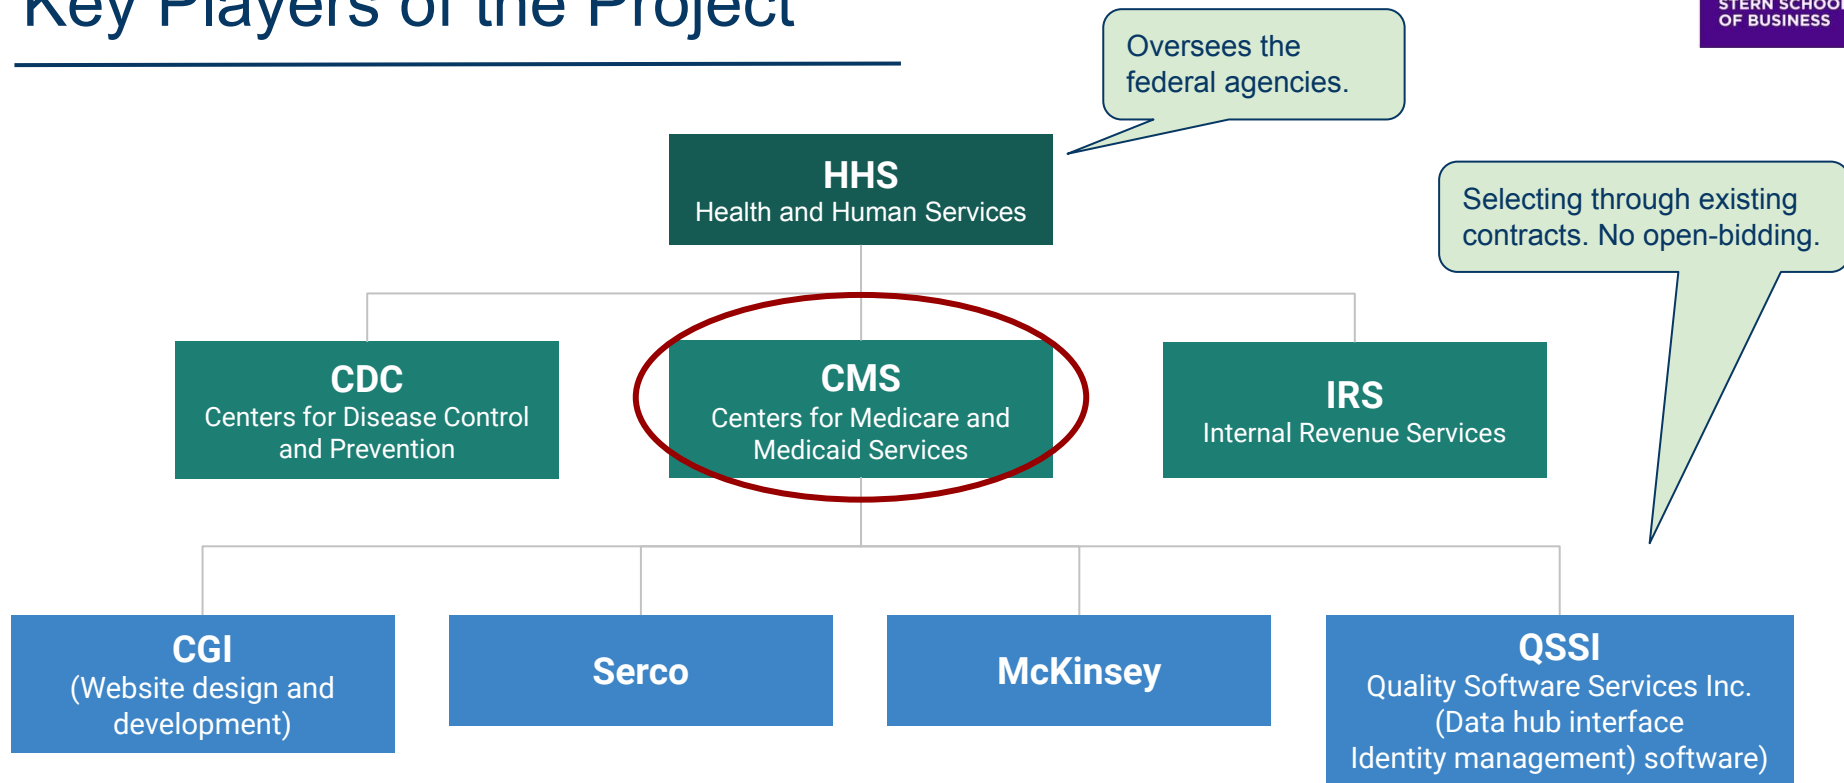 Key Players of the Project
STERN SCHOOL
OF BUSINESS
Oversees the
federal agencies.
HHS
Health and Human Services
Selecting through existing
contracts. No open-bidding.
CDC
Centers for Disease Control
and Prevention
CMS
Centers for Medicare and
Medicaid Services
IRS
Internal Revenue Services
CGI
(Website design and
development)
Serco
McKinsey
QSSI
Quality Software Services Inc.
(Data hub interface
Identity management) software)